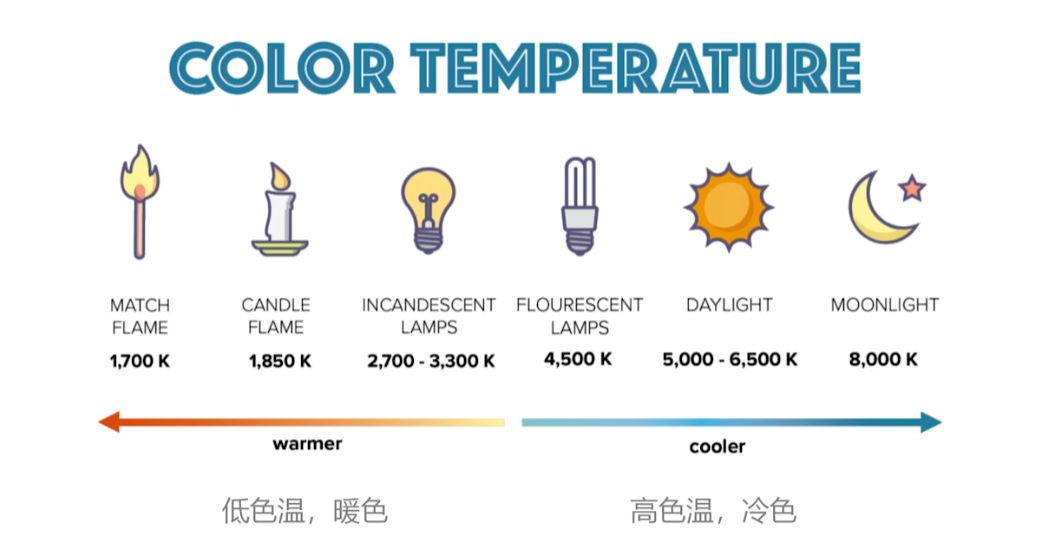 COLOR TEMPERATURE
MATCH FLAME
1,700 K
CANDLE FLAME
1,850 K
INCANDESCENT LAMPS
2,700 - 3,300 K
FLOURESCENT LAMPS
4,500 K
DAYLIGHT
5,000 - 6,500 K
MOONLIGHT
8,000 K
warmer
cooler
低色温，暖色
高色温，冷色